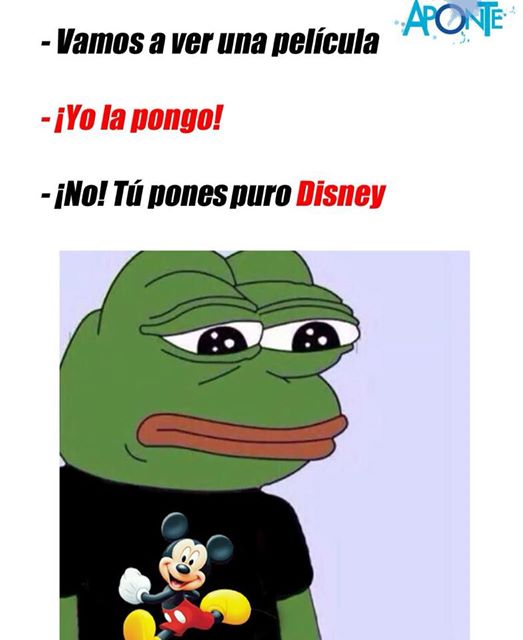 APONTE
- Vamos a ver una película
- ¡Yo la pongo!
- ¡No! Tú pones puro Disney